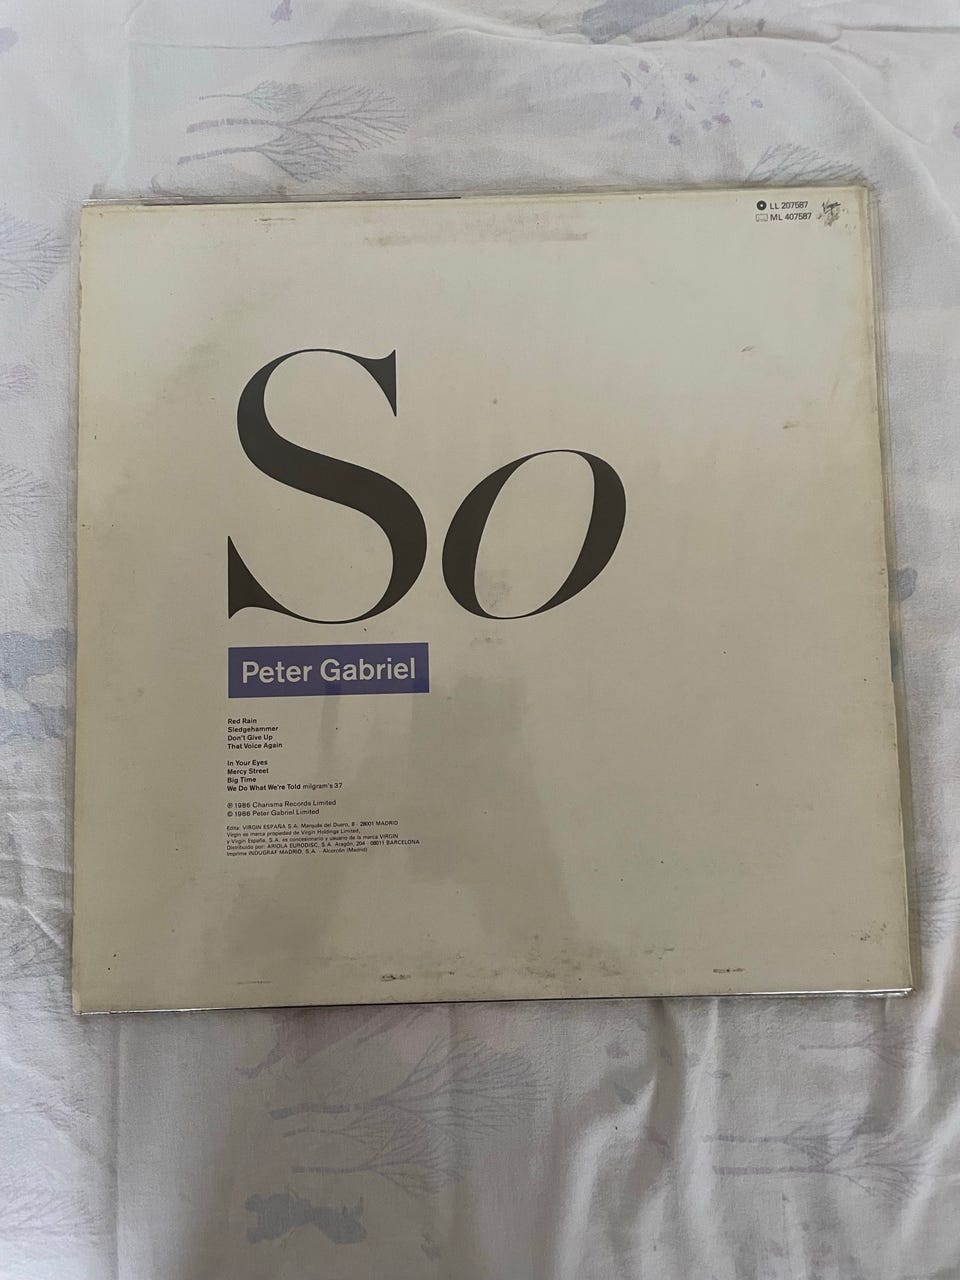 LL 207587
ML 407587
So
Peter Gabriel
Red Rain
Sledgehammer
Don't Give Up
That Voice Again
In Your Eyes
Mercy Street
Big Time
We Do What We're Told milgram's 37
℗ 1986 Charisma Records Limited
© 1986 Peter Gabriel Limited
Edita: VIRGIN ESPAÑA S.A. Marqués del Duero, 8 - 28001 MADRID
Virgin es marca propiedad de Virgin Holdings Limited,
y Virgin España, S.A. es concesionario y usuario de la marca VIRGIN
Distribuido por: ARIOLA EURODISC, S.A. Aragón, 204 - 08011 BARCELONA
Imprime INDUGRAF MADRID, S.A. - Alcorcón (Madrid)